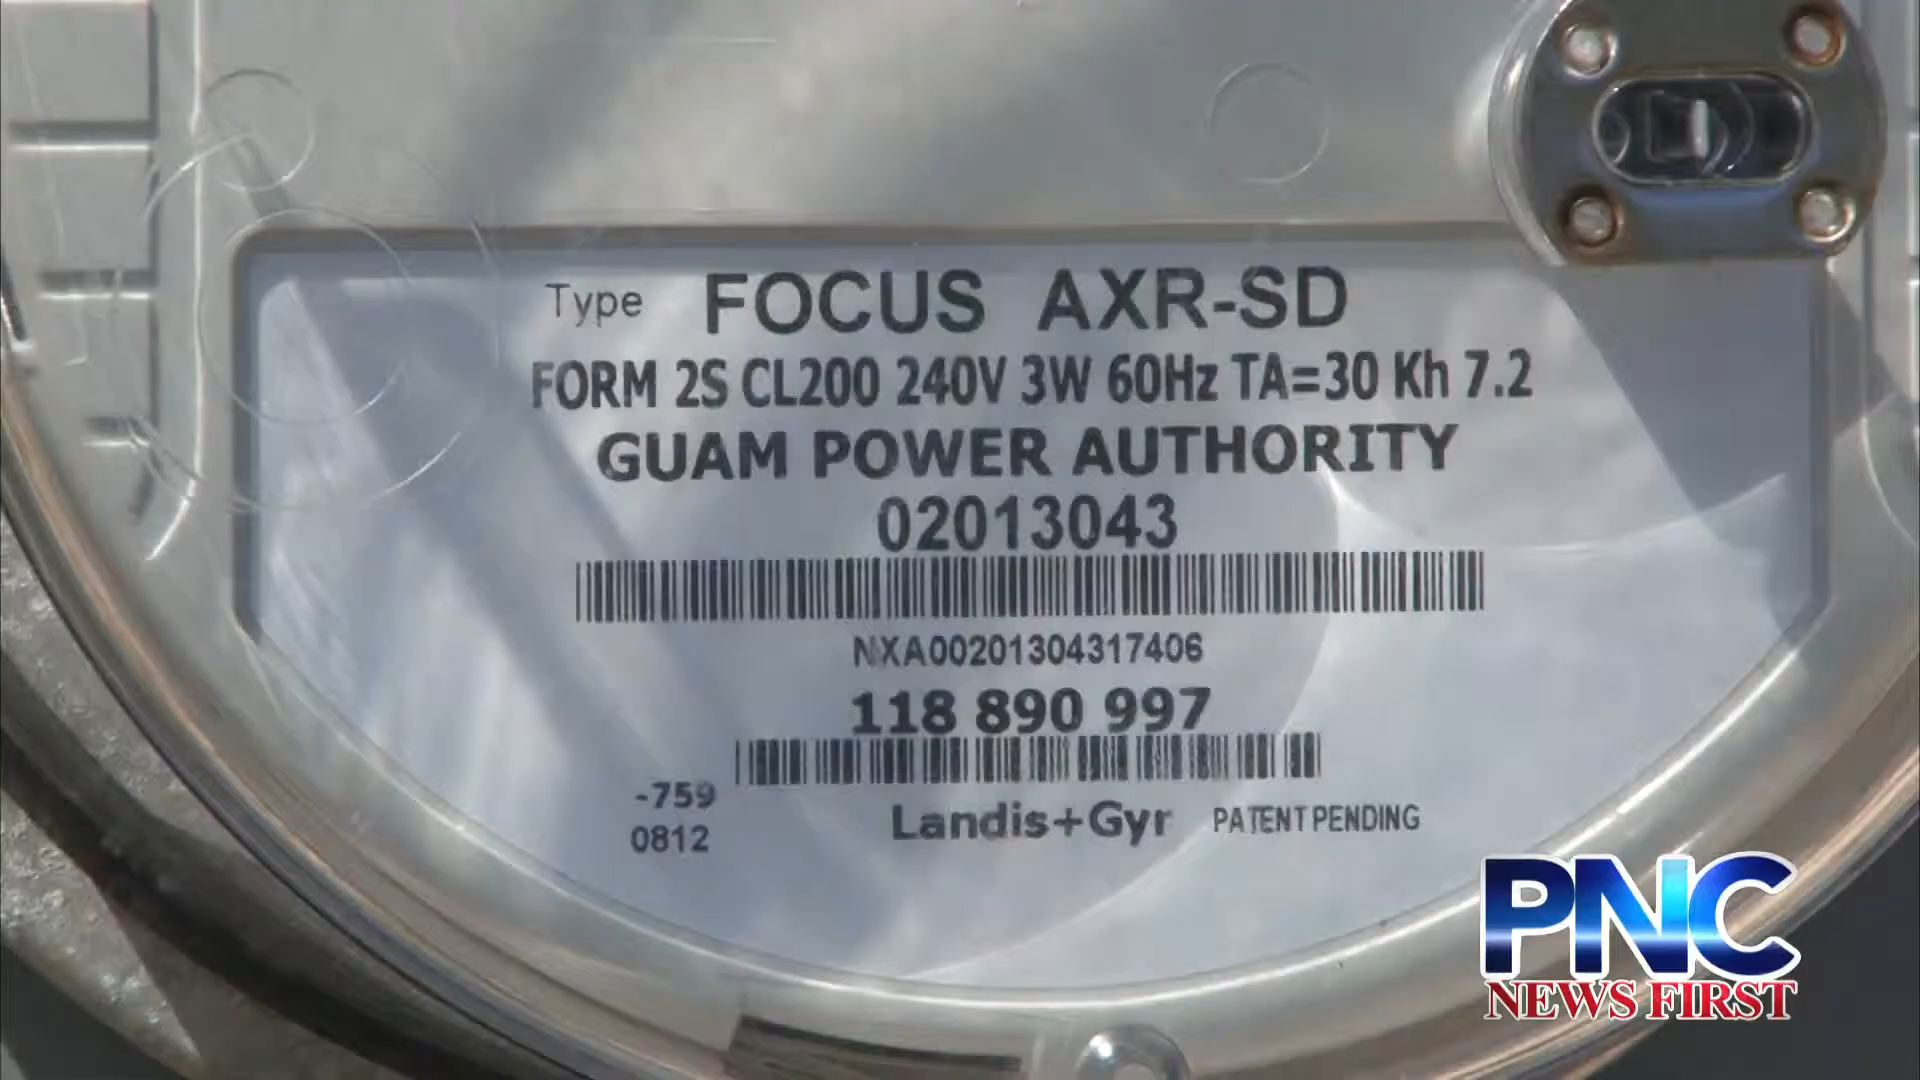 Type FOCUS AXR-SD
FORM 2S CL200 240V 3W 60Hz TA=30 Kh 7.2
GUAM POWER AUTHORITY
02013043
NXA00201304317406
118 890 997
-759
0812
Landis+Gyr PATENT PENDING
PNC
NEWS FIRST